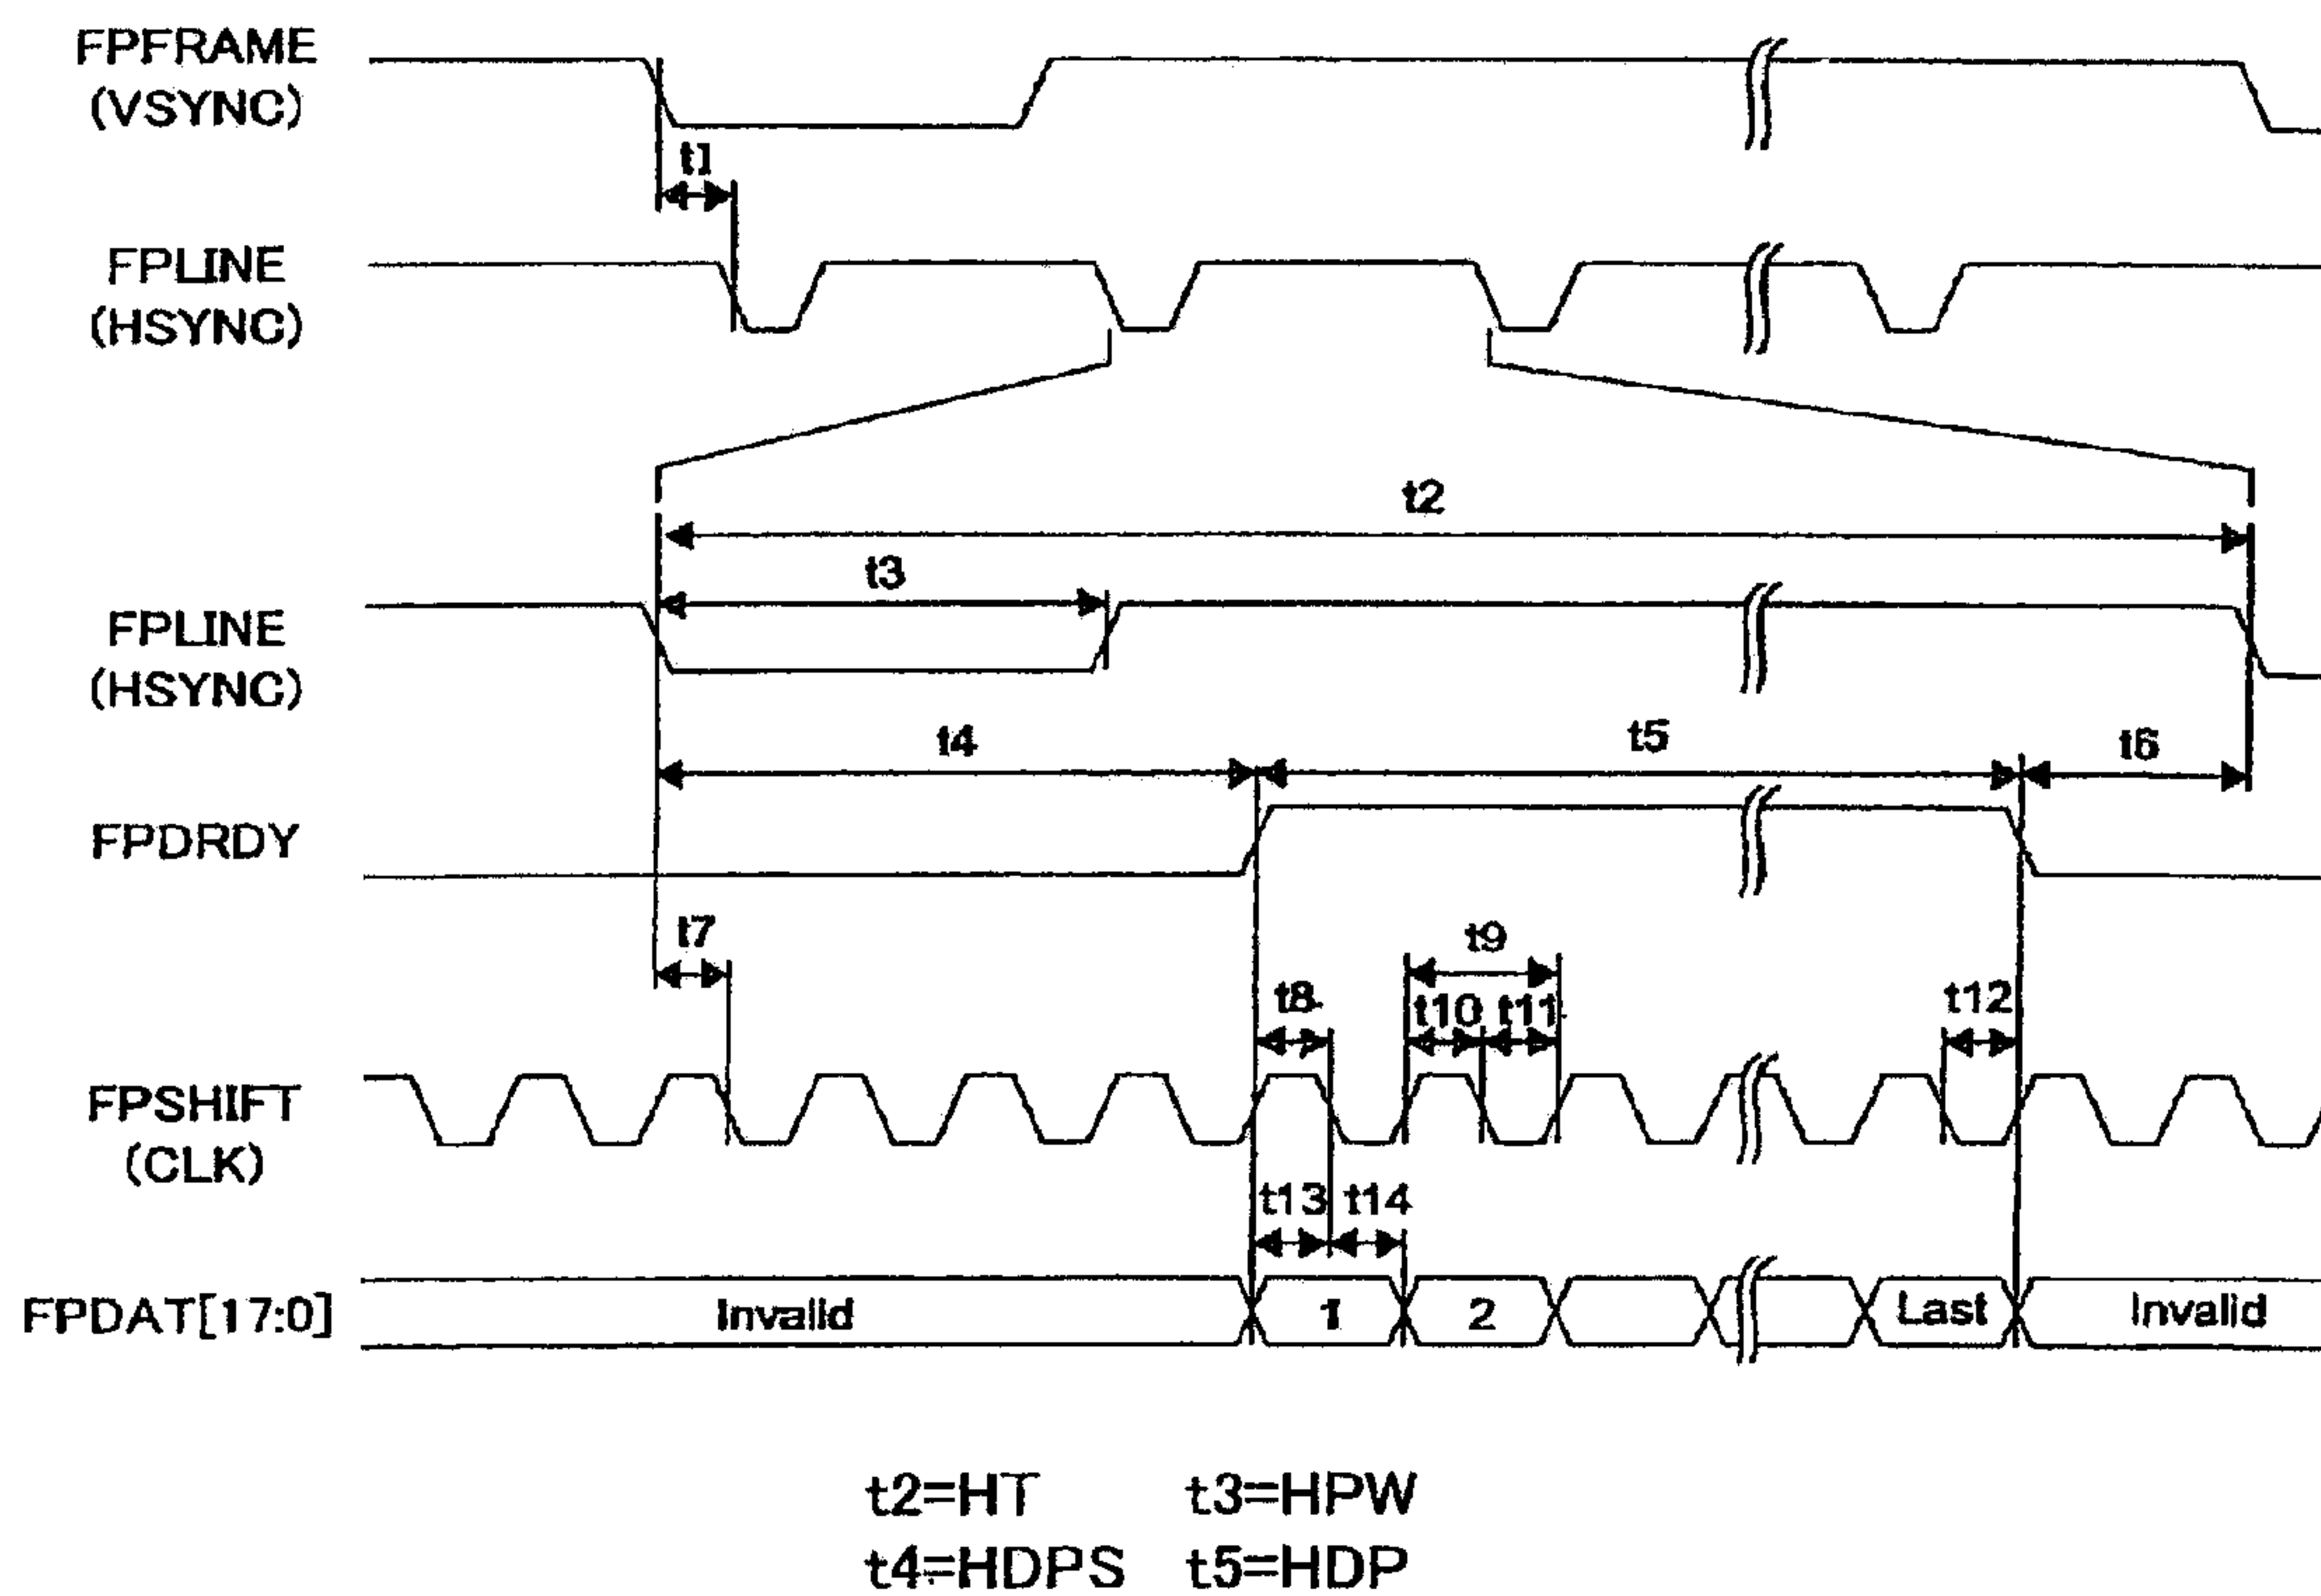 FPFRAME
(VSYNC)
t1
FPLINE
(HSYNC)
t2
t3
FPLINE
(HSYNC)
t4 t5 t6
FPDRDY
t7 t9
t8 t10 t11 t12
FPSHIFT
(CLK)
t13 t14
FPDAT[17:0] Invalid 1 2 Last Invalid
t2=HT t3=HPW
t4=HDPS t5=HDP